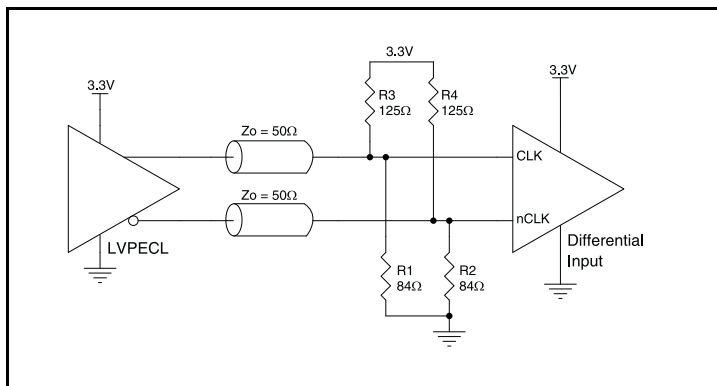 3.3V
3.3V
3.3V
R3
125Ω
R4
125Ω
Zo = 50Ω
CLK
Zo = 50Ω
nCLK
LVPECL
Differential
Input
R1
84Ω
R2
84Ω